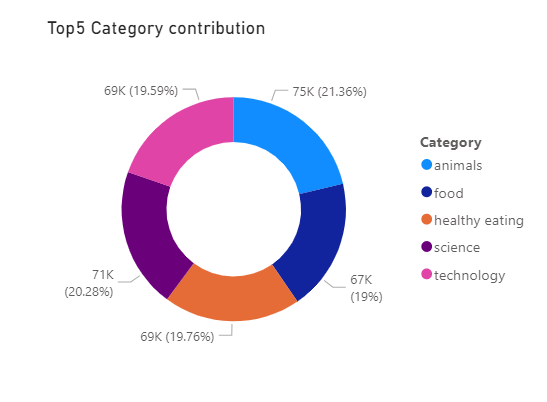 Top5 Category contribution
69K (19.59%)
75K (21.36%)
Category
animals
food
healthy eating
science
technology
71K
(20.28%)
67K
(19%)
69K (19.76%)